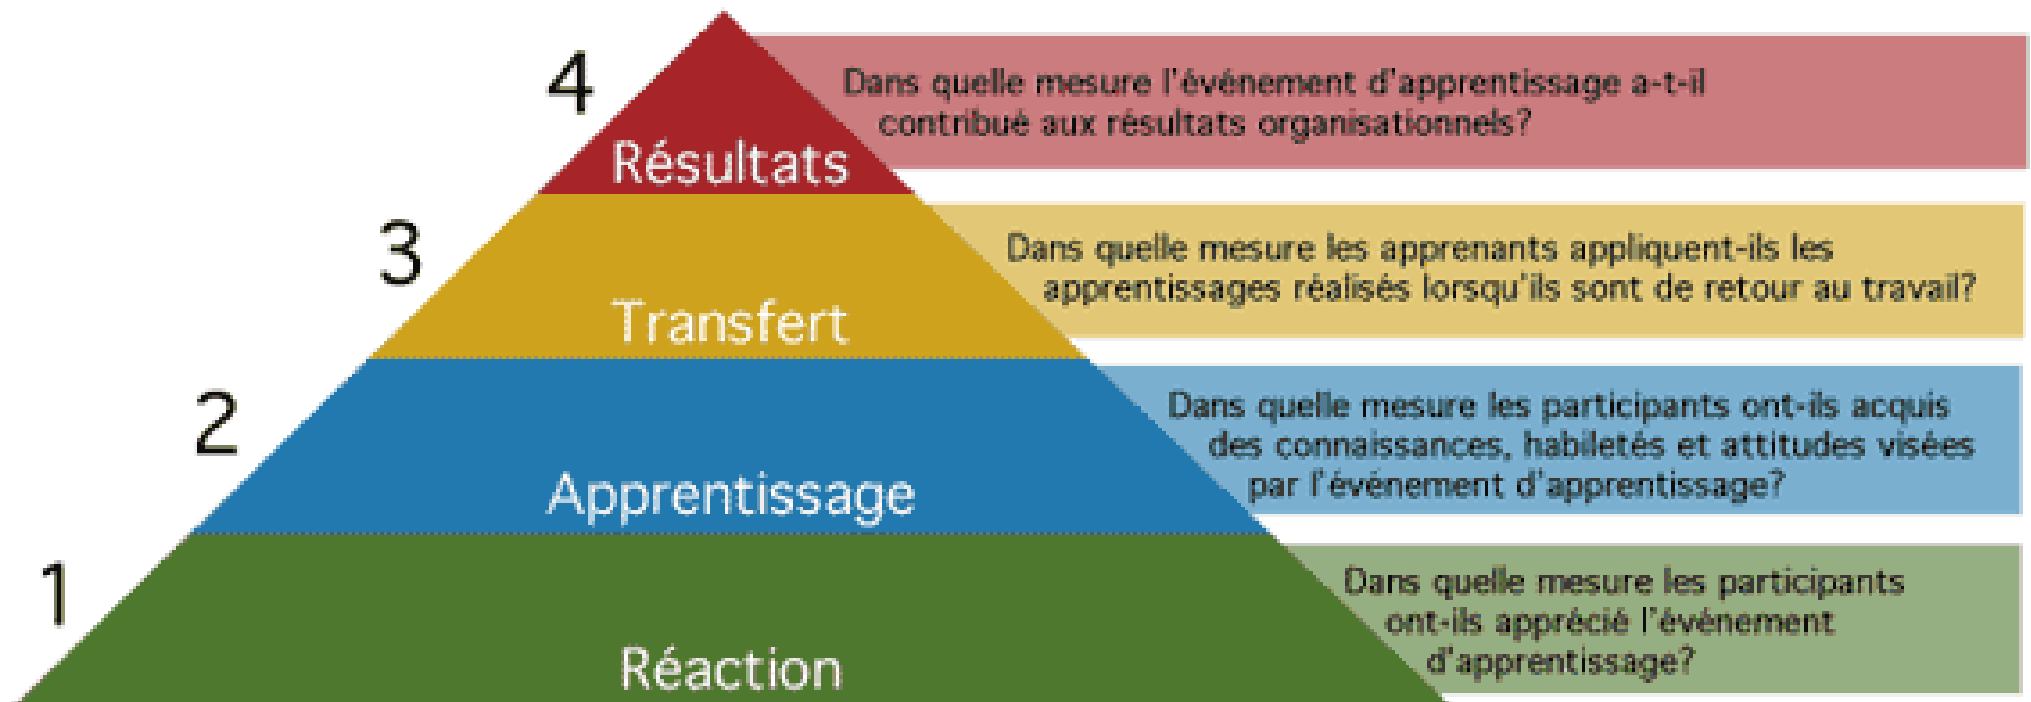 4
Résultats
Dans quelle mesure l'événement d'apprentissage a-t-il
contribué aux résultats organisationnels?
3
Transfert
Dans quelle mesure les apprenants appliquent-ils les
apprentissages réalisés lorsqu'ils sont de retour au travail?
2
Apprentissage
Dans quelle mesure les participants ont-ils acquis
des connaissances, habiletés et attitudes visées
par l'événement d'apprentissage?
1
Réaction
Dans quelle mesure les participants
ont-ils apprécié l'événement
d'apprentissage?